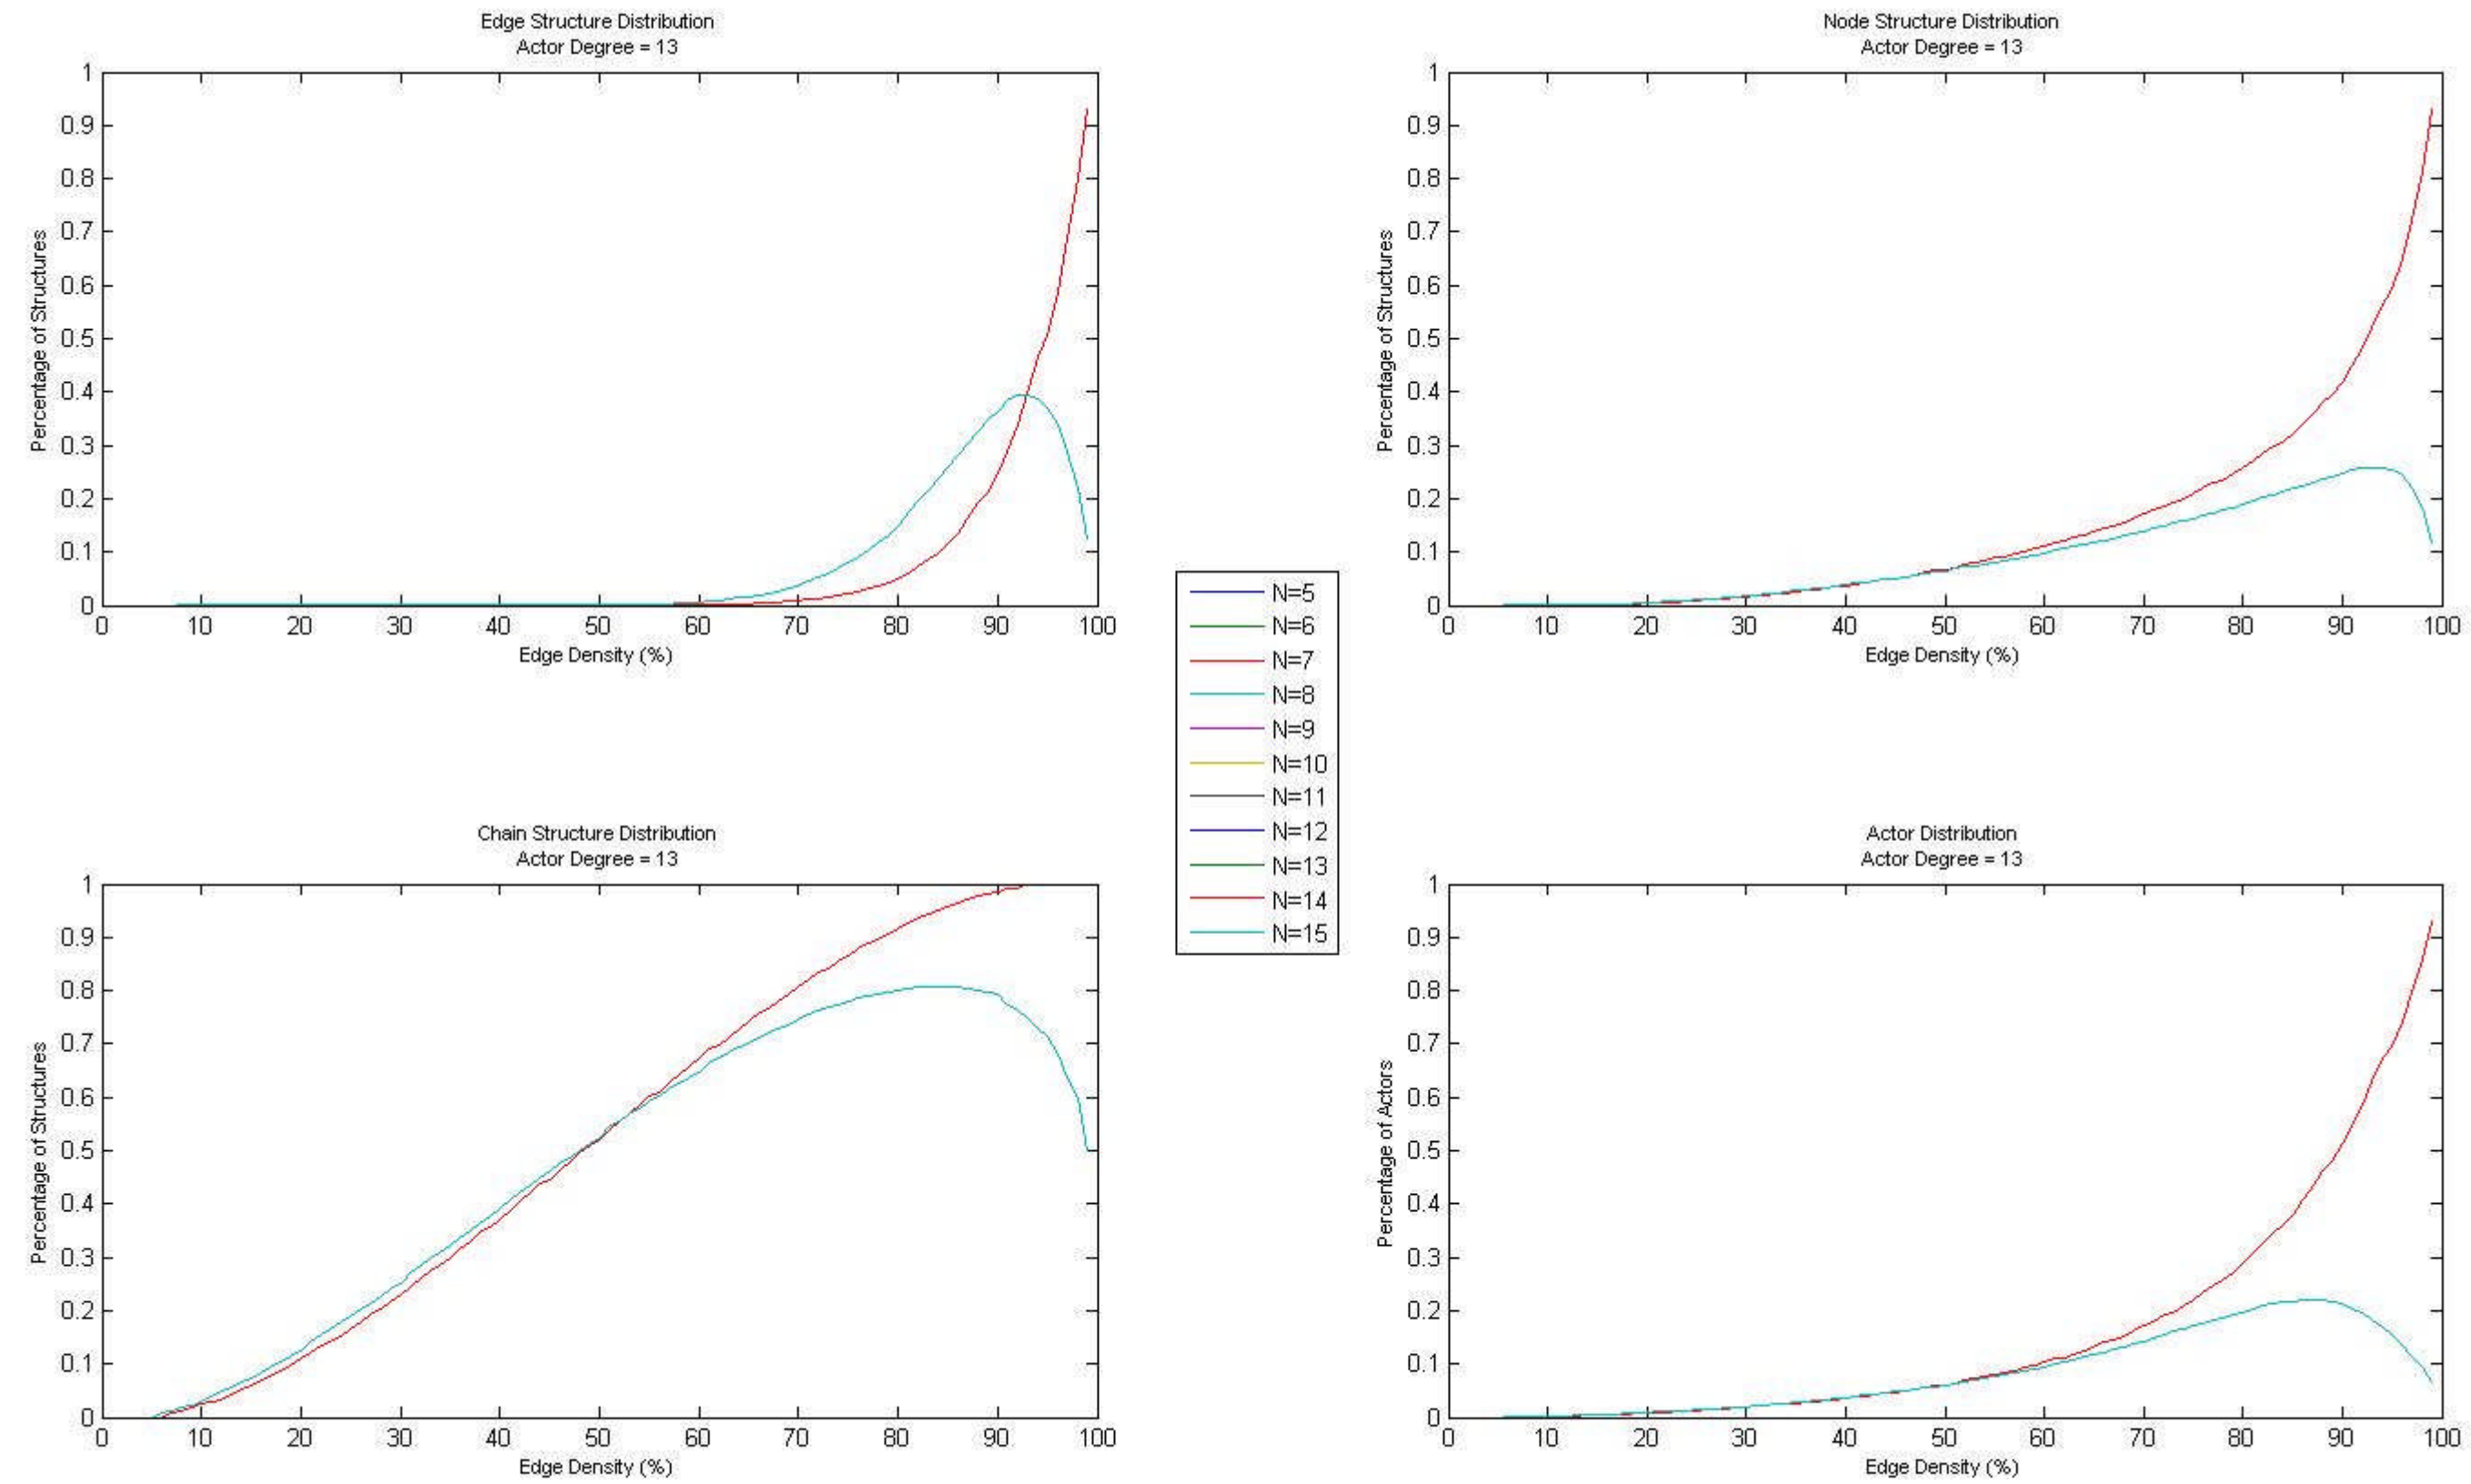 Edge Structure Distribution
Actor Degree = 13
Percentage of Structures
1
0.9
0.8
0.7
0.6
0.5
0.4
0.3
0.2
0.1
0
0 10 20 30 40 50 60 70 80 90 100
Edge Density (%)
Node Structure Distribution
Actor Degree = 13
Percentage of Structures
1
0.9
0.8
0.7
0.6
0.5
0.4
0.3
0.2
0.1
0
0 10 20 30 40 50 60 70 80 90 100
Edge Density (%)
N=5
N=6
N=7
N=8
N=9
N=10
N=11
N=12
N=13
N=14
N=15
Chain Structure Distribution
Actor Degree = 13
Percentage of Structures
1
0.9
0.8
0.7
0.6
0.5
0.4
0.3
0.2
0.1
0
0 10 20 30 40 50 60 70 80 90 100
Edge Density (%)
Actor Distribution
Actor Degree = 13
Percentage of Actors
1
0.9
0.8
0.7
0.6
0.5
0.4
0.3
0.2
0.1
0
0 10 20 30 40 50 60 70 80 90 100
Edge Density (%)